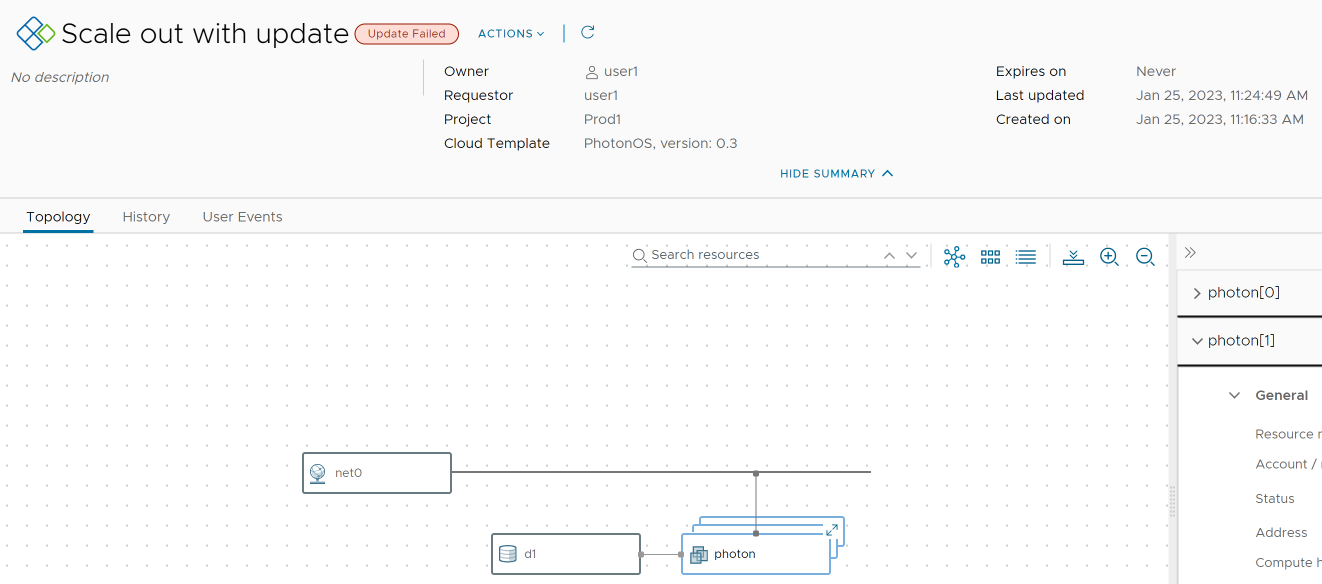 Scale out with update Update Failed ACTIONS
No description
Owner user1 Expires on Never
Requestor user1 Last updated Jan 25, 2023, 11:24:49 AM
Project Prod1 Created on Jan 25, 2023, 11:16:33 AM
Cloud Template PhotonOS, version: 0.3
HIDE SUMMARY
Topology History User Events
Search resources
photon[0]
photon[1]
General
Resource
Account /
Status
Address
Compute
net0
d1 photon